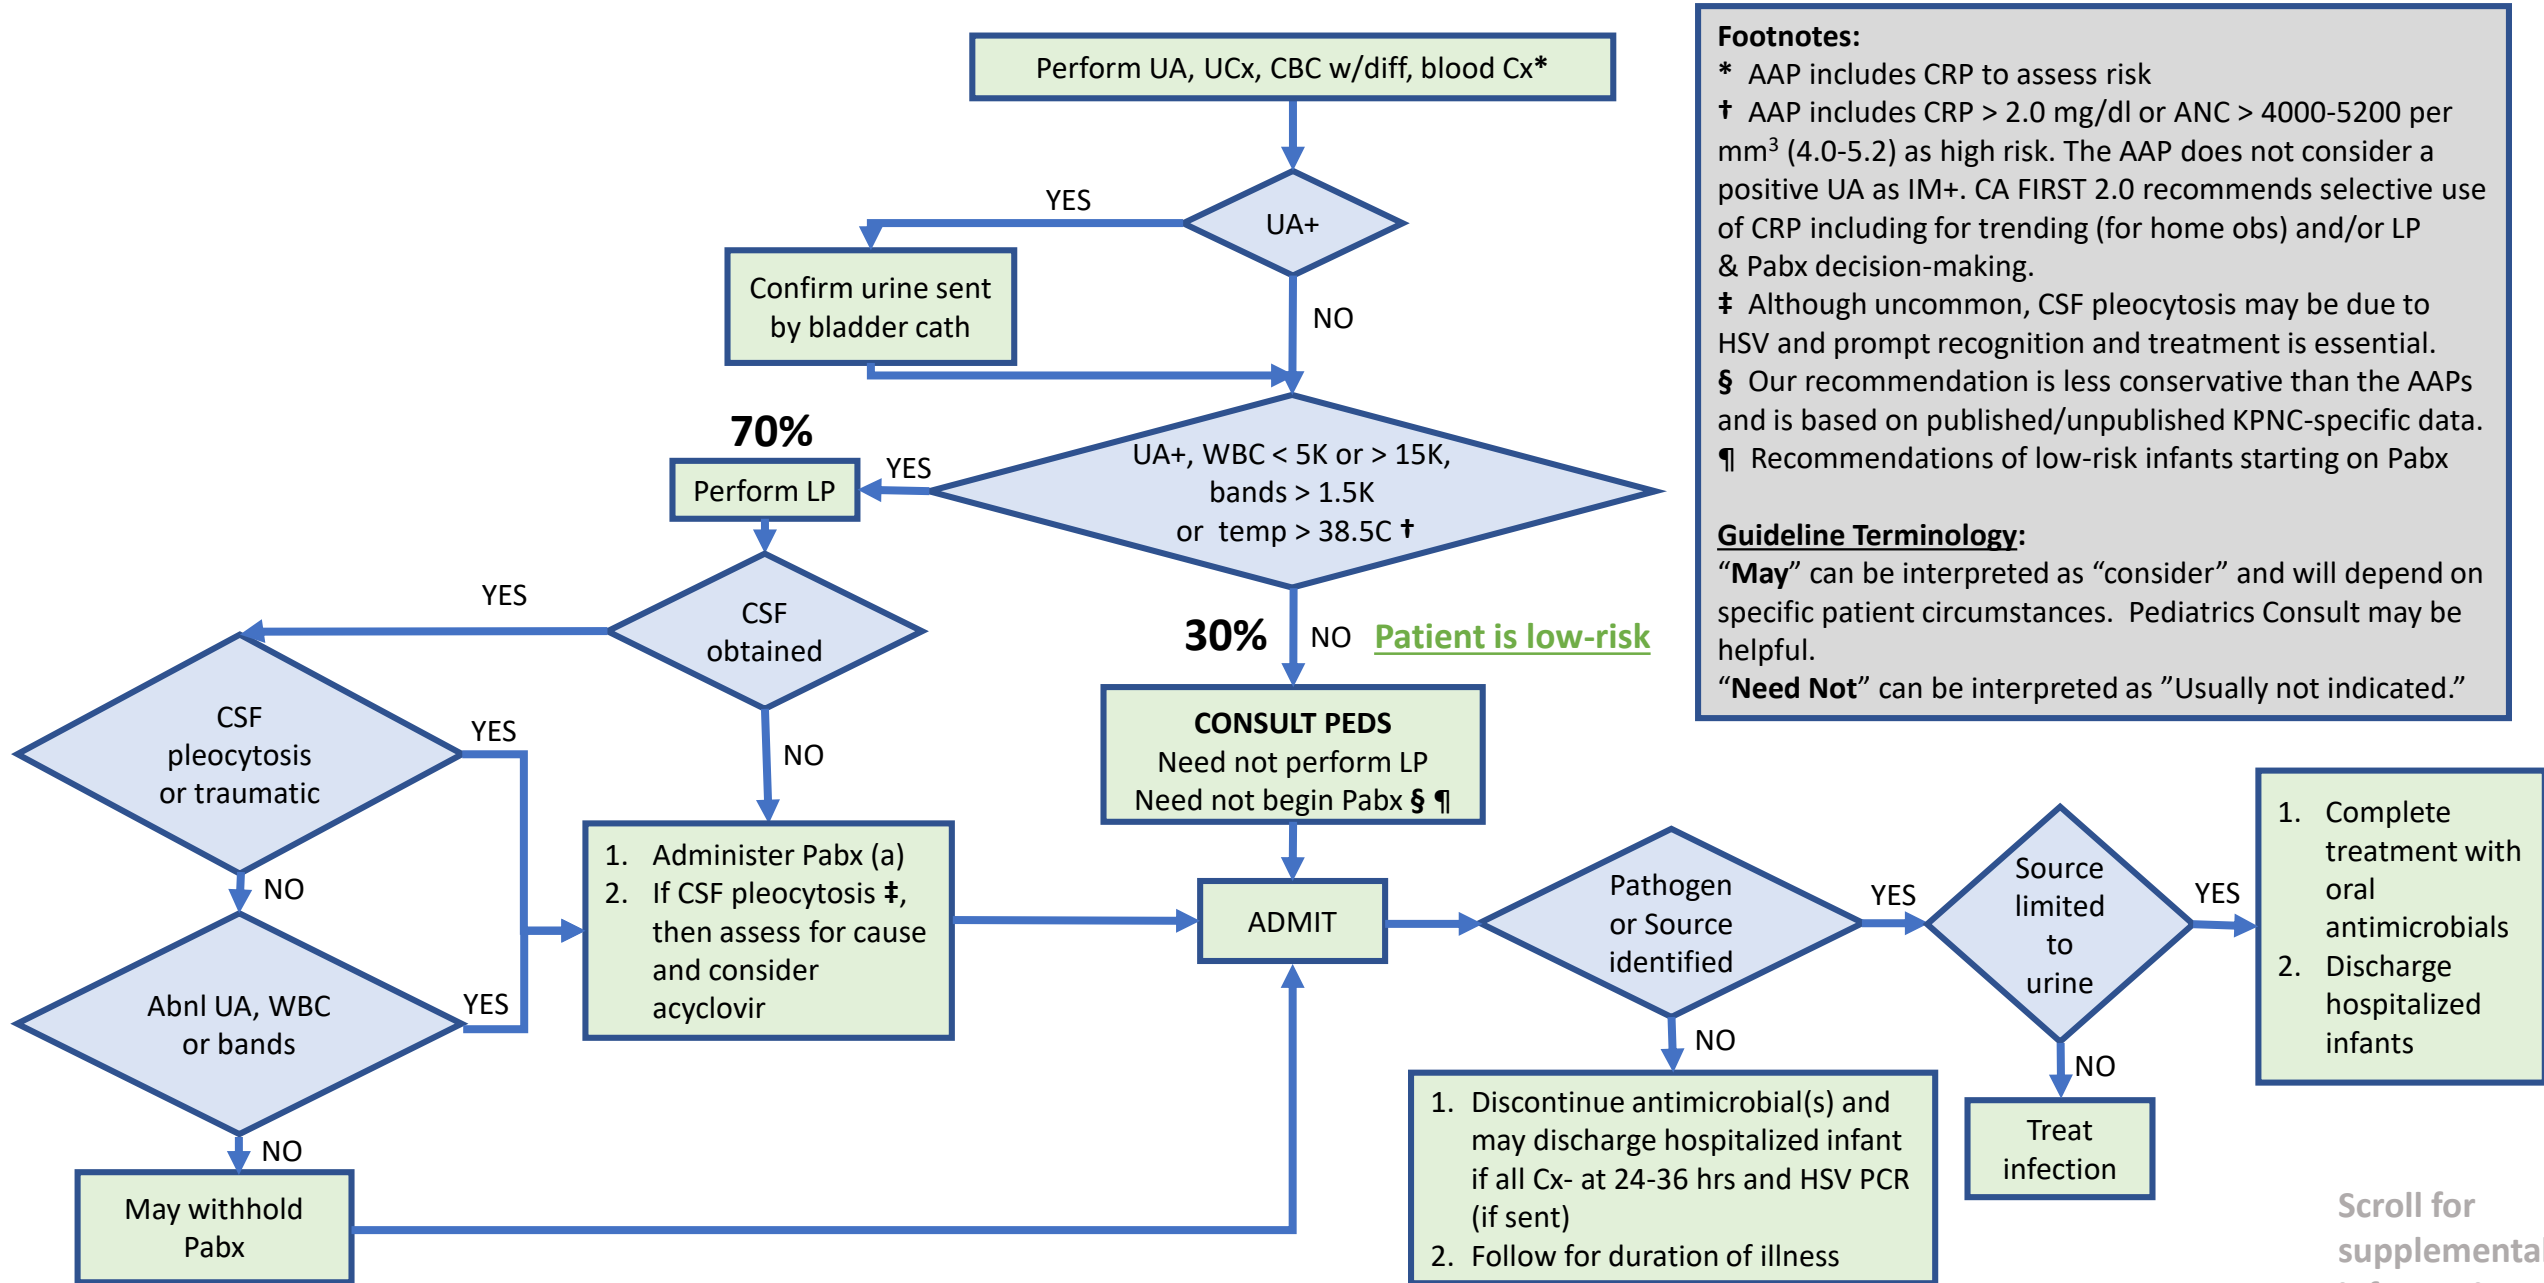 Perform UA, UCx, CBC w/diff, blood Cx*
UA+
YES
NO
Confirm urine sent
by bladder cath
UA+, WBC < 5K or > 15K,
bands > 1.5K
or temp > 38.5C †
YES
70%
Perform LP
30% NO Patient is low-risk
CSF
obtained
YES
NO
CSF
pleocytosis
or traumatic
YES
NO
Abnl UA, WBC
or bands
YES
NO
May withhold
Pabx
1. Administer Pabx (a)
2. If CSF pleocytosis ‡,
then assess for cause
and consider
acyclovir
CONSULT PEDS
Need not perform LP
Need not begin Pabx § ¶
ADMIT
Pathogen
or Source
identified
YES
NO
1. Discontinue antimicrobial(s) and
may discharge hospitalized infant
if all Cx- at 24-36 hrs and HSV PCR
(if sent)
2. Follow for duration of illness
Source
limited
to
urine
YES
NO
Treat
infection
1. Complete
treatment with
oral
antimicrobials
2. Discharge
hospitalized
infants
Footnotes:
* AAP includes CRP to assess risk
† AAP includes CRP > 2.0 mg/dl or ANC > 4000-5200 per
mm³ (4.0-5.2) as high risk. The AAP does not consider a
positive UA as IM+. CA FIRST 2.0 recommends selective use
of CRP including for trending (for home obs) and/or LP
& Pabx decision-making.
‡ Although uncommon, CSF pleocytosis may be due to
HSV and prompt recognition and treatment is essential.
§ Our recommendation is less conservative than the AAPs
and is based on published/unpublished KPNC-specific data.
¶ Recommendations of low-risk infants starting on Pabx
Guideline Terminology:
“May” can be interpreted as “consider” and will depend on
specific patient circumstances. Pediatrics Consult may be
helpful.
“Need Not” can be interpreted as ”Usually not indicated.”
Scroll for
supplemental